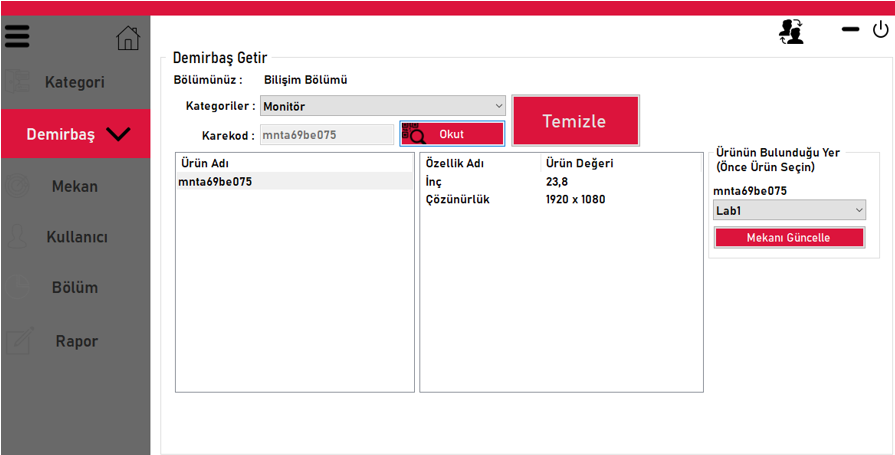 Kategori
Demirbaş
Mekan
Kullanıcı
Bölüm
Rapor
Demirbaş Getir
Bölümünüz : Bilişim Bölümü
Kategoriler : Monitör
Karekod : mnta69be075 Okut
Temizle
Ürün Adı
mnta69be075
Özellik Adı Ürün Değeri
İnç 23,8
Çözünürlük 1920 x 1080
Ürünün Bulunduğu Yer
(Önce Ürün Seçin)
mnta69be075
Lab1
Mekanı Güncelle